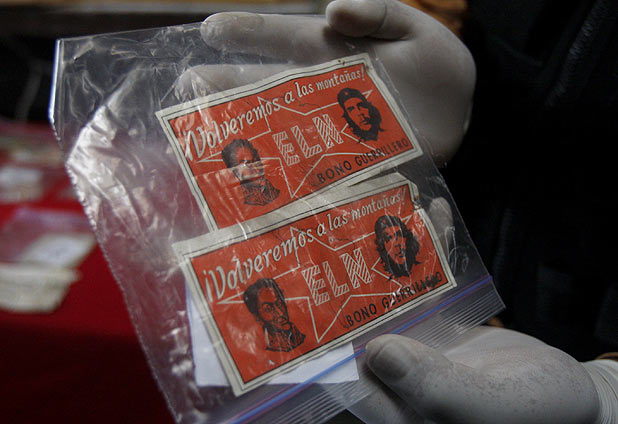 ¡Volveremos a las montañas!
ELN
BONO GUERRILLERO
¡Volveremos a las montañas!
ELN
BONO GUERRILLERO